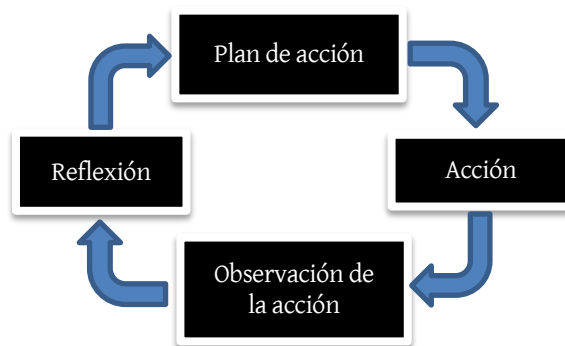 Plan de acción
Reflexión
Acción
Observación de
la acción